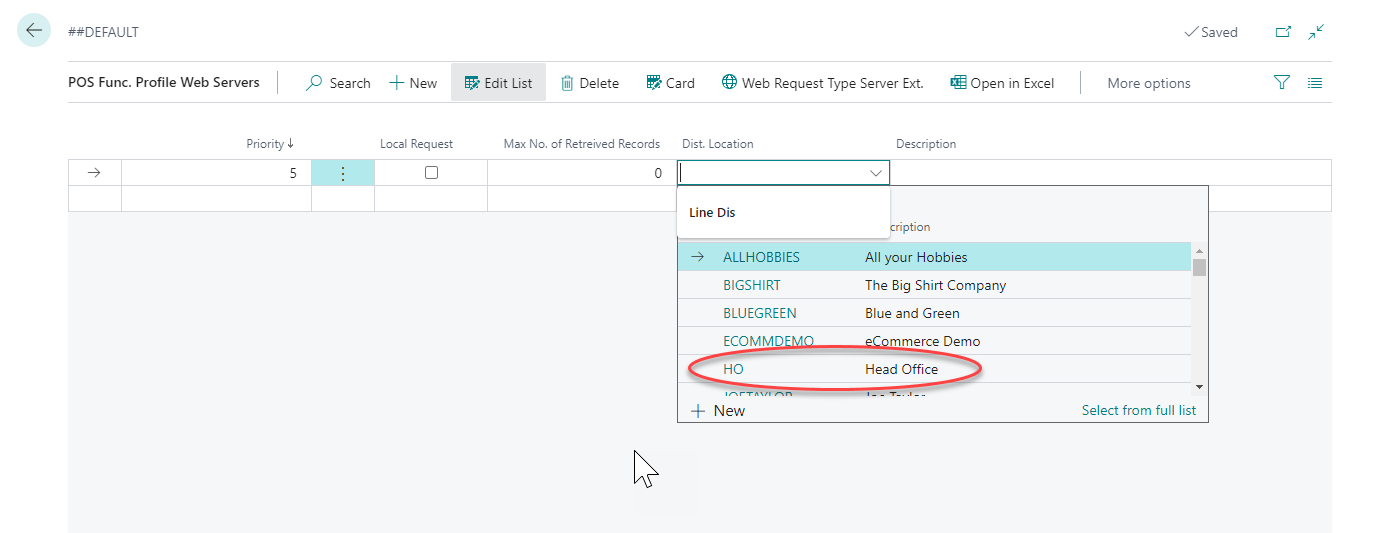 ##DEFAULT
Saved
POS Func. Profile Web Servers Search New Edit List Delete Card Web Request Type Server Ext. Open in Excel More options
Priority Local Request Max No. of Retreived Records Dist. Location Description
5 0
Line Dis
cription
ALLHOBBIES All your Hobbies
BIGSHIRT The Big Shirt Company
BLUEGREEN Blue and Green
ECOMMDEMO eCommerce Demo
HO Head Office
New Select from full list